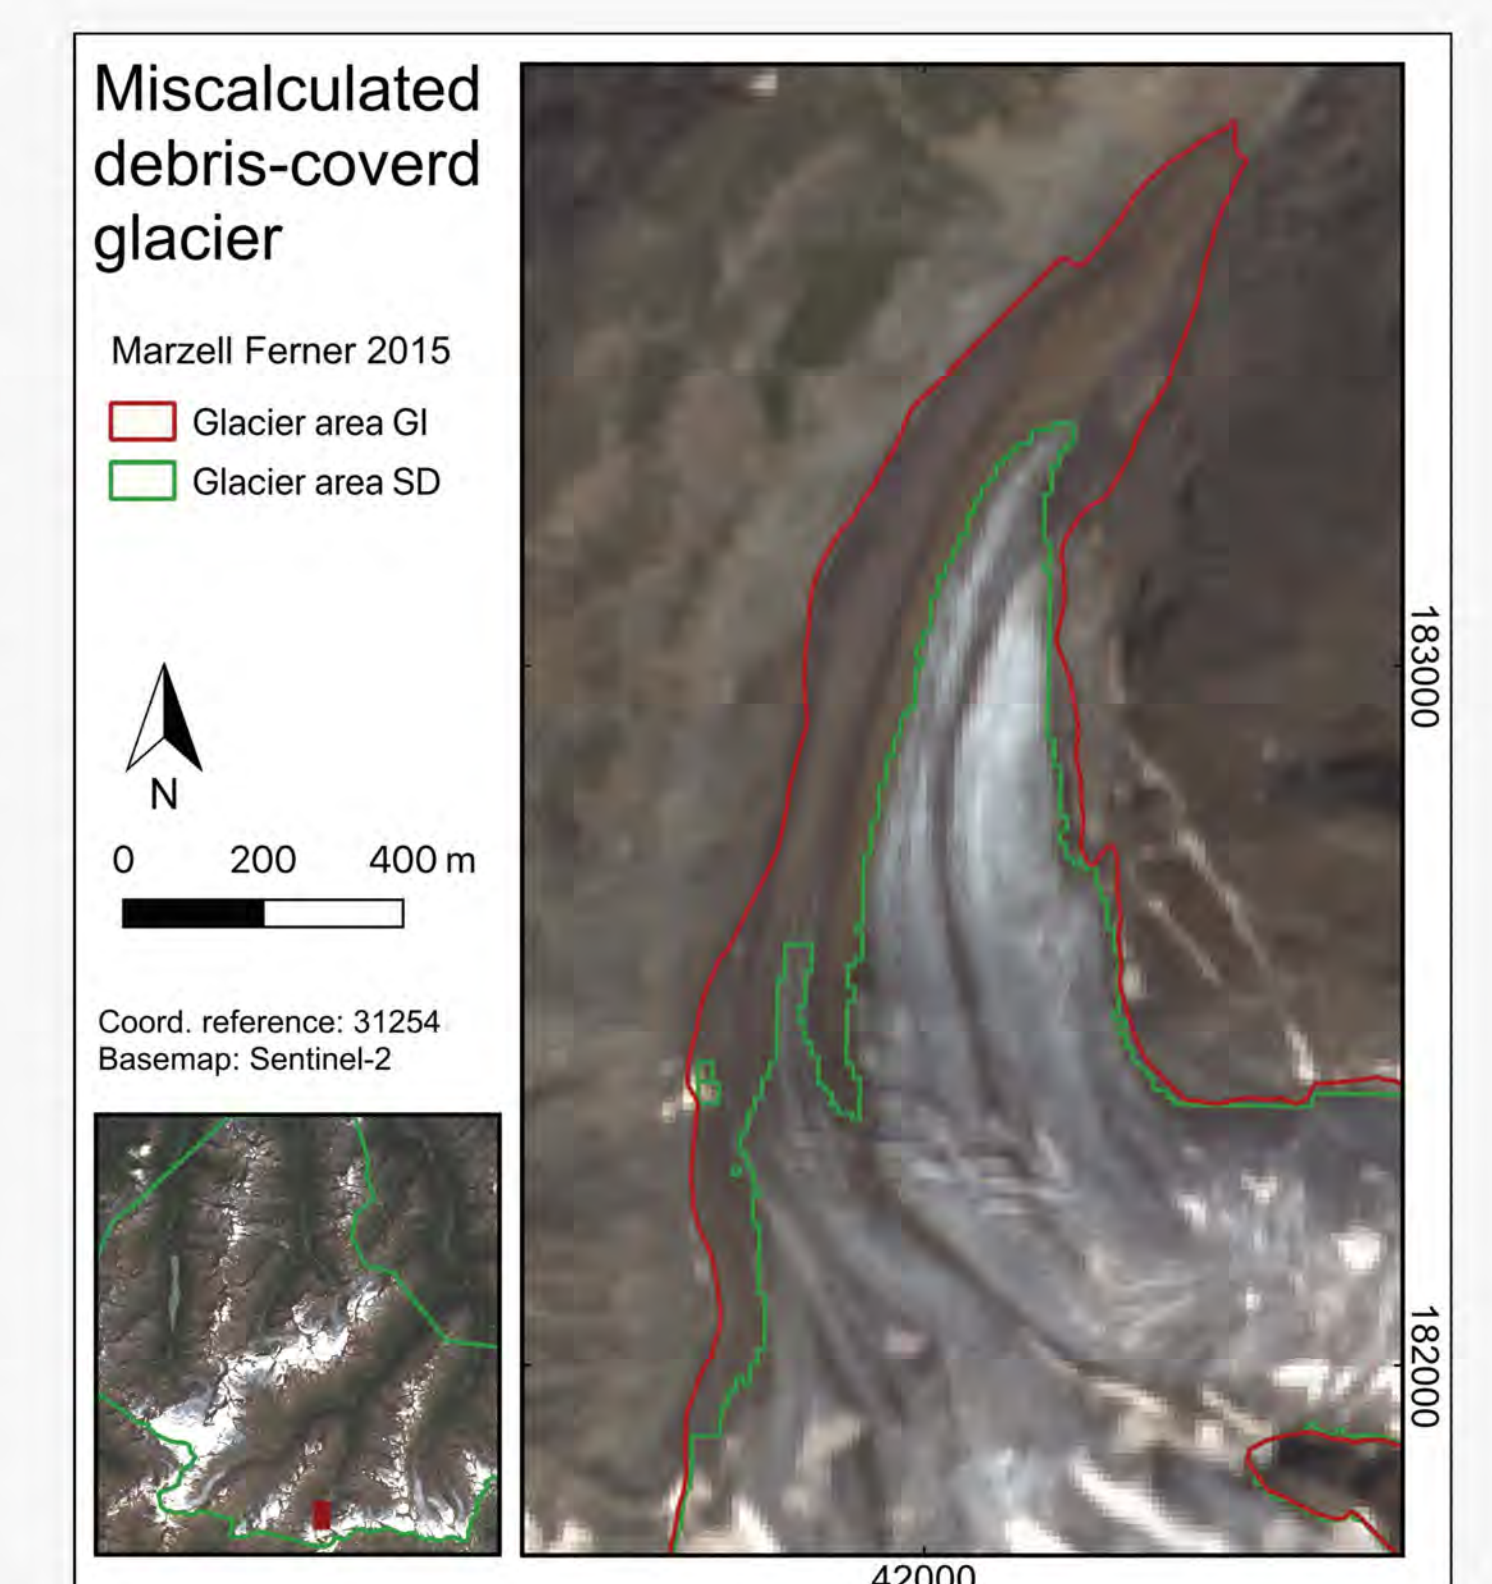 Miscalculated
debris-coverd
glacier
Marzell Ferner 2015
Glacier area GI
Glacier area SD
N
0 200 400 m
Coord. reference: 31254
Basemap: Sentinel-2
183000
182000
42000